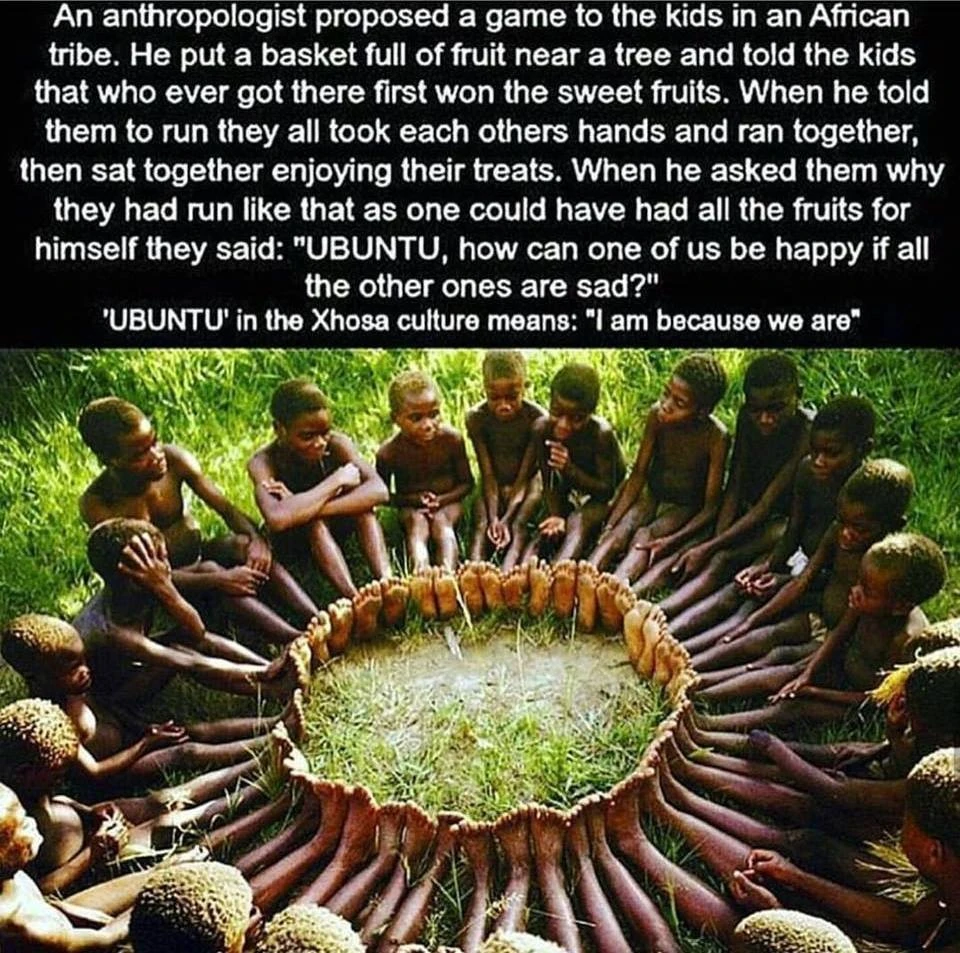 An anthropologist proposed a game to the kids in an African
tribe. He put a basket full of fruit near a tree and told the kids
that who ever got there first won the sweet fruits. When he told
them to run they all took each others hands and ran together,
then sat together enjoying their treats. When he asked them why
they had run like that as one could have had all the fruits for
himself they said: "UBUNTU, how can one of us be happy if all
the other ones are sad?"
'UBUNTU' in the Xhosa culture means: "I am because we are"